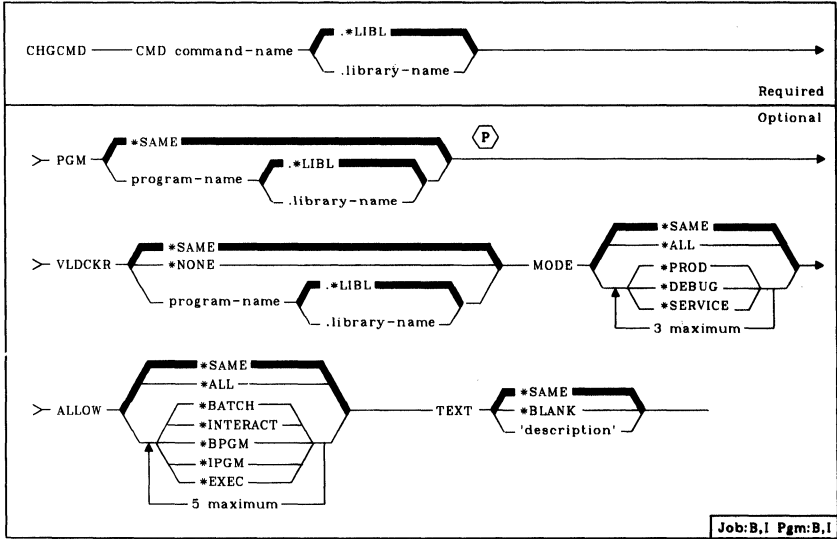 .*LIBL
CHGCMD CMD command-name
.library-name
Required
Optional
*SAME
P
PGM
.*LIBL
program-name
.library-name
*SAME
*SAME
*ALL
VLDCKR
*NONE
MODE
*PROD
.*LIBL
*DEBUG
program-name
*SERVICE
.library-name
3 maximum
*SAME
*ALL
*SAME
ALLOW
*BATCH
TEXT
*BLANK
*INTERACT
'description'
*BPGM
*IPGM
*EXEC
5 maximum
Job:B,I Pgm:B,I